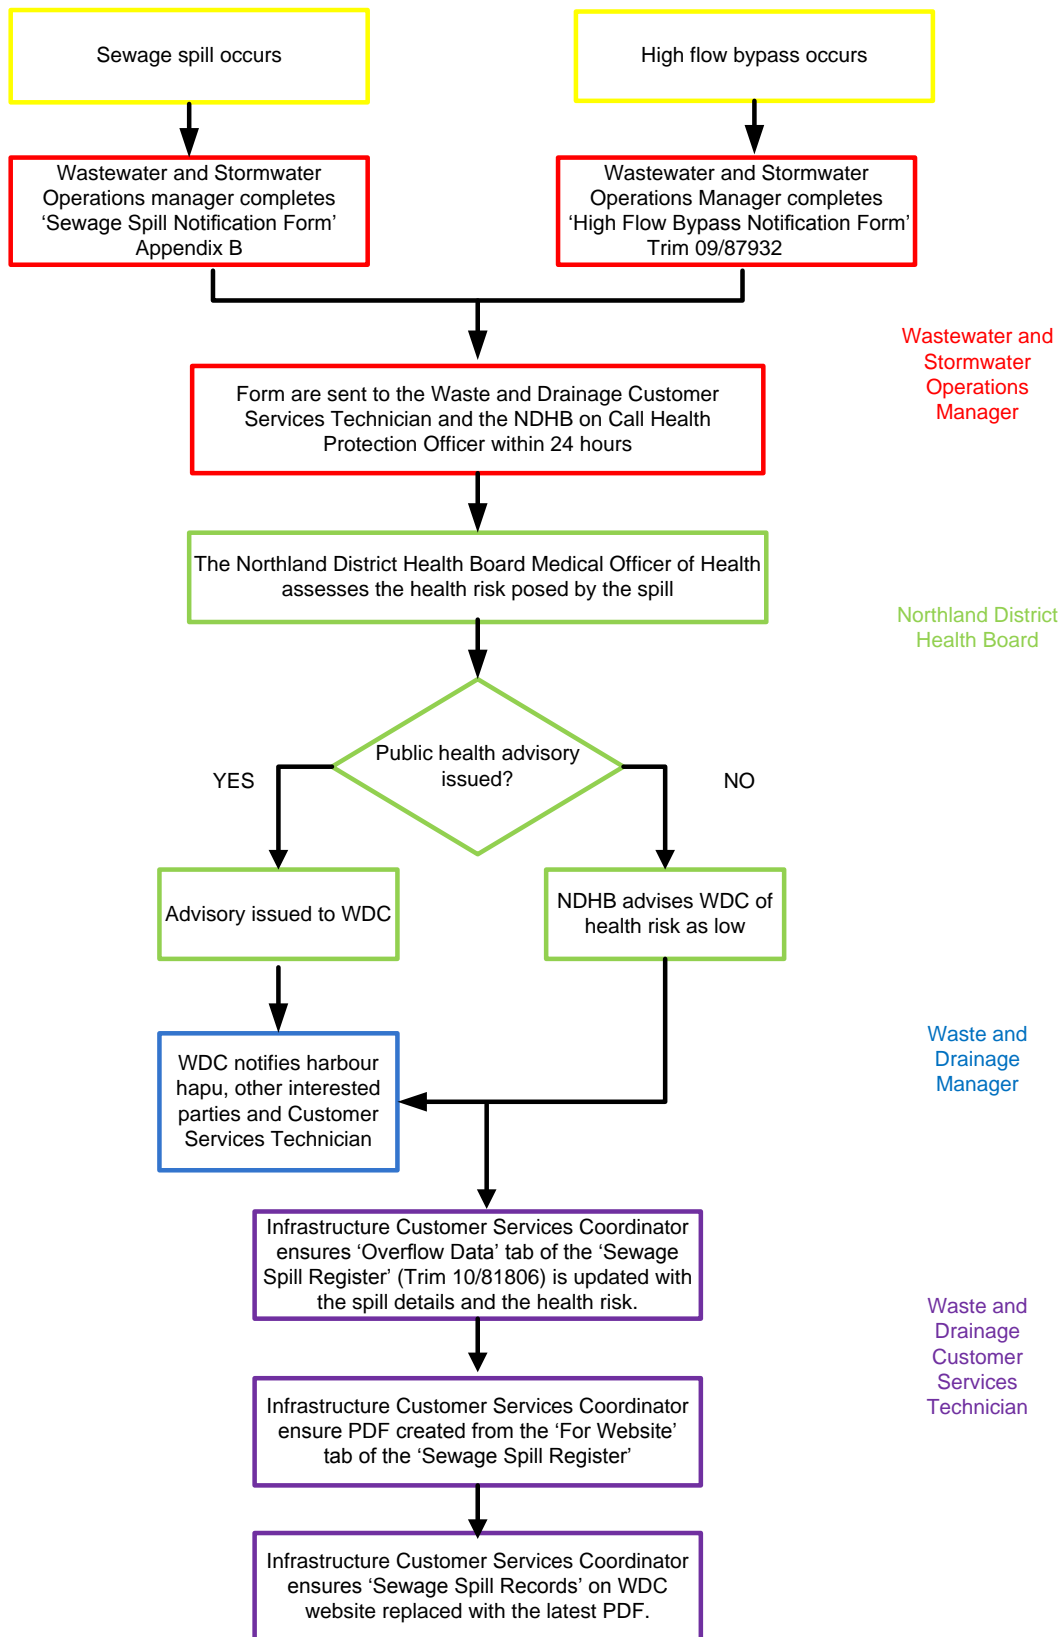 Sewage spill occurs
High flow bypass occurs
Wastewater and Stormwater
Operations manager completes
‘Sewage Spill Notification Form’
Appendix B
Wastewater and Stormwater
Operations Manager completes
‘High Flow Bypass Notification Form’
Trim 09/87932
Wastewater and
Stormwater
Operations
Manager
Form are sent to the Waste and Drainage Customer
Services Technician and the NDHB on Call Health
Protection Officer within 24 hours
The Northland District Health Board Medical Officer of Health
assesses the health risk posed by the spill
Northland District
Health Board
Public health advisory
issued?
YES
NO
Advisory issued to WDC
NDHB advises WDC of
health risk as low
WDC notifies harbour
hapu, other interested
parties and Customer
Services Technician
Waste and
Drainage
Manager
Infrastructure Customer Services Coordinator
ensures ‘Overflow Data’ tab of the ‘Sewage
Spill Register’ (Trim 10/81806) is updated with
the spill details and the health risk.
Waste and
Drainage
Customer
Services
Technician
Infrastructure Customer Services Coordinator
ensure PDF created from the ‘For Website’
tab of the ‘Sewage Spill Register’
Infrastructure Customer Services Coordinator
ensures ‘Sewage Spill Records’ on WDC
website replaced with the latest PDF.